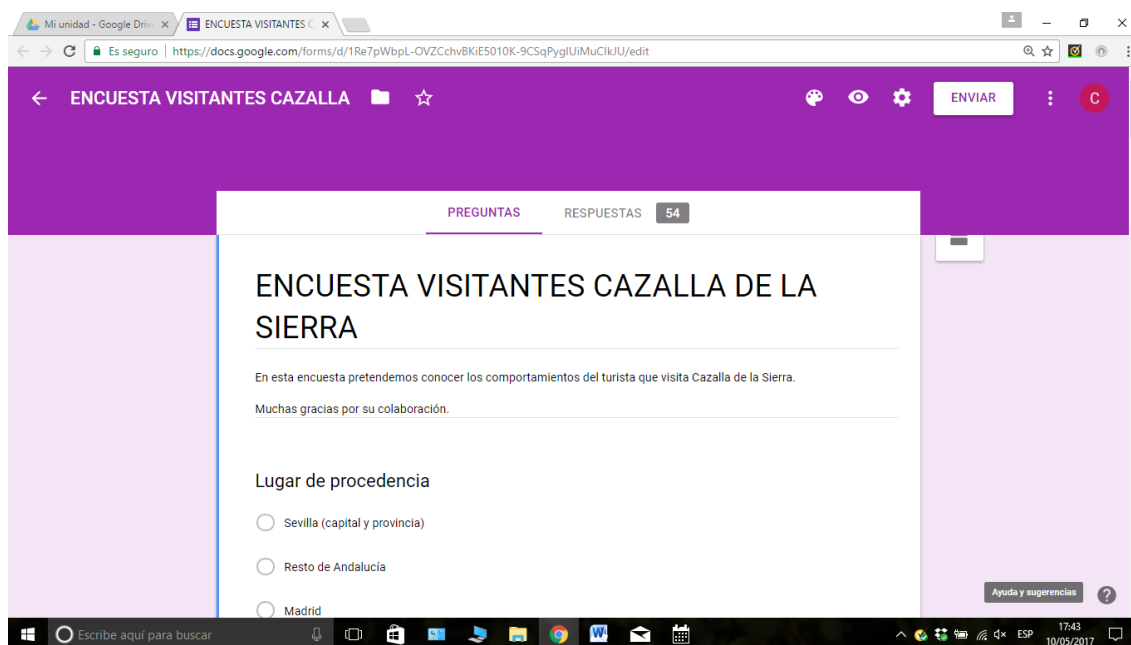 Mi unidad - Google Driv
ENCUESTA VISITANTES C
Es seguro | https://docs.google.com/forms/d/1Re7pWbpL-OVZCchvBKiE5010K-9CSqPygIUiMuClkJU/edit
ENCUESTA VISITANTES CAZALLA
ENVIAR
C
PREGUNTAS
RESPUESTAS 54
ENCUESTA VISITANTES CAZALLA DE LA
SIERRA
En esta encuesta pretendemos conocer los comportamientos del turista que visita Cazalla de la Sierra.
Muchas gracias por su colaboración.
Lugar de procedencia
Sevilla (capital y provincia)
Resto de Andalucía
Madrid
Ayuda y sugerencias
Escribe aquí para buscar
ESP
17:43
10/05/2017